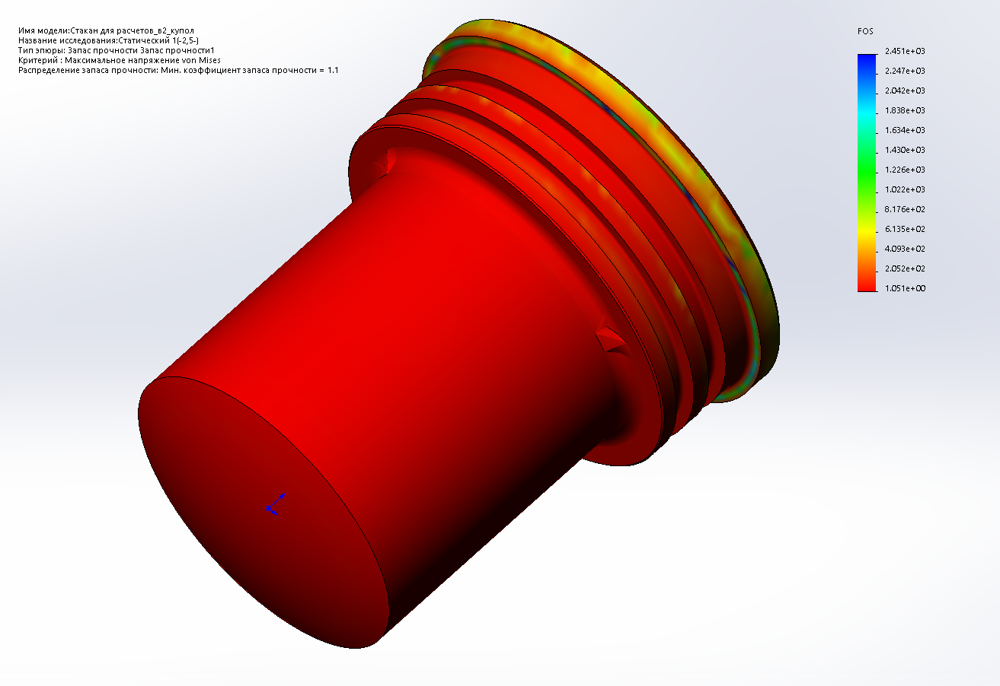 Имя модели:Стакан для расчетов_в2_купол
Название исследования:Статический 1(-2,5-)
Тип эпюры: Запас прочности Запас прочности1
Критерий : Максимальное напряжение von Mises
Распределение запаса прочности: Мин. коэффициент запаса прочности = 1.1
FOS
2.451e+03
2.247e+03
2.042e+03
1.838e+03
1.634e+03
1.430e+03
1.226e+03
1.022e+03
8.176e+02
6.135e+02
4.093e+02
2.052e+02
1.051e+00